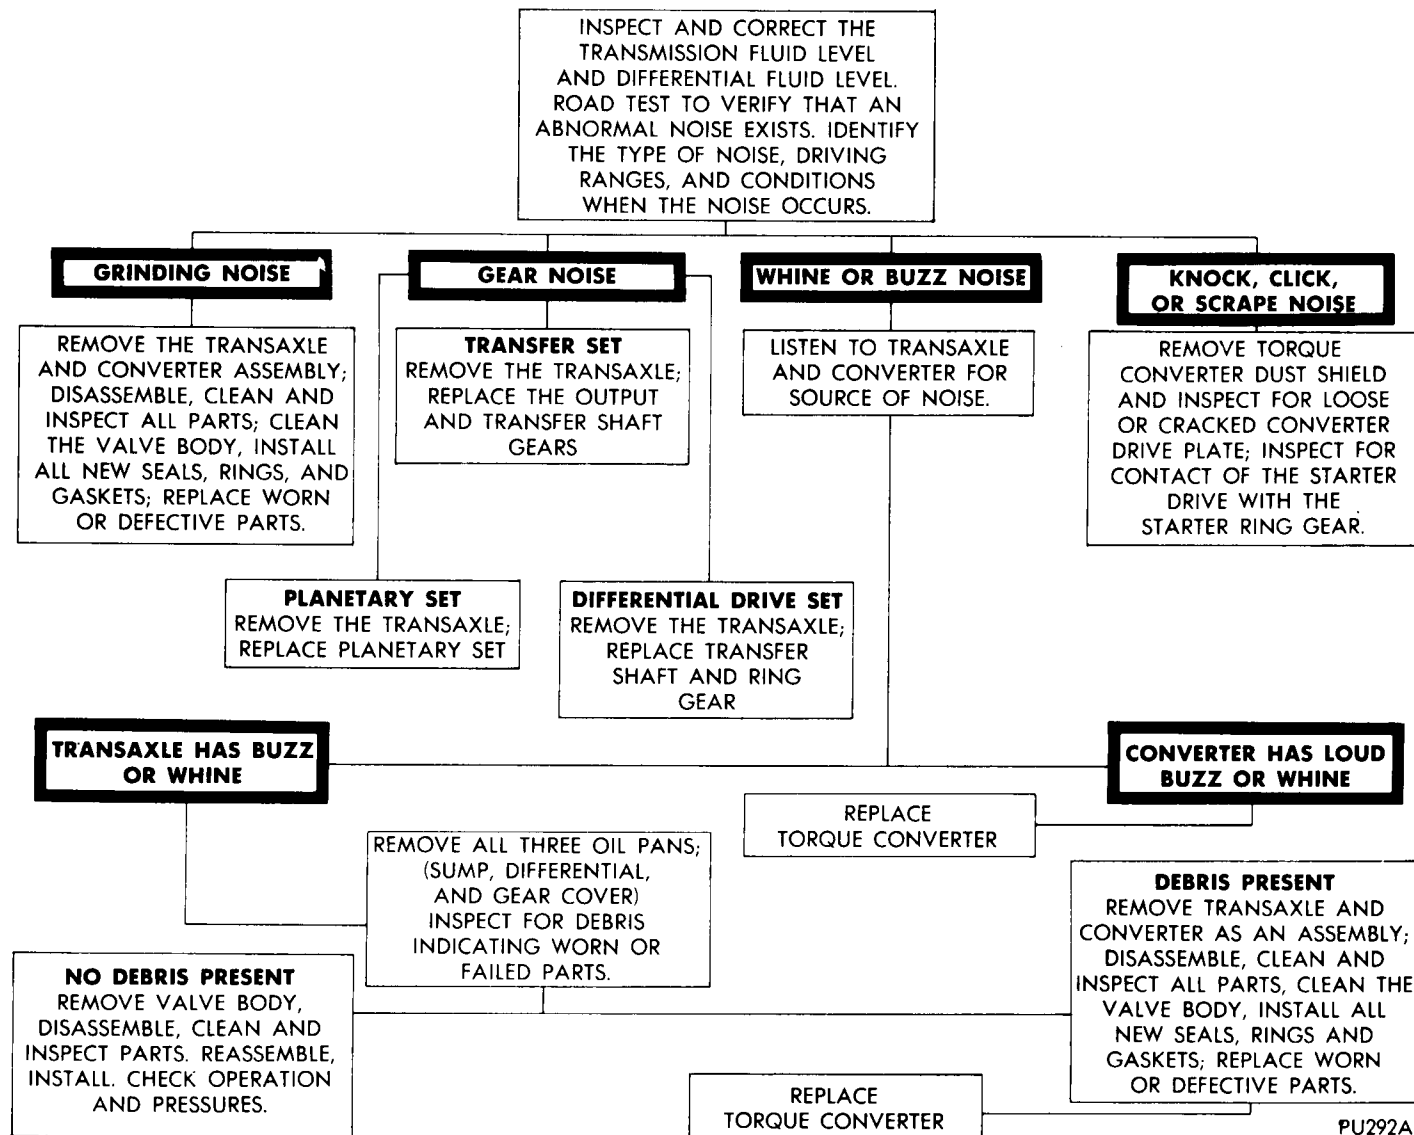 INSPECT AND CORRECT THE
TRANSMISSION FLUID LEVEL
AND DIFFERENTIAL FLUID LEVEL.
ROAD TEST TO VERIFY THAT AN
ABNORMAL NOISE EXISTS. IDENTIFY
THE TYPE OF NOISE, DRIVING
RANGES, AND CONDITIONS
WHEN THE NOISE OCCURS.
GRINDING NOISE
REMOVE THE TRANSAXLE
AND CONVERTER ASSEMBLY;
DISASSEMBLE, CLEAN AND
INSPECT ALL PARTS; CLEAN
THE VALVE BODY, INSTALL
ALL NEW SEALS, RINGS, AND
GASKETS; REPLACE WORN
OR DEFECTIVE PARTS.
GEAR NOISE
TRANSFER SET
REMOVE THE TRANSAXLE;
REPLACE THE OUTPUT
AND TRANSFER SHAFT
GEARS
WHINE OR BUZZ NOISE
LISTEN TO TRANSAXLE
AND CONVERTER FOR
SOURCE OF NOISE.
KNOCK, CLICK,
OR SCRAPE NOISE
REMOVE TORQUE
CONVERTER DUST SHIELD
AND INSPECT FOR LOOSE
OR CRACKED CONVERTER
DRIVE PLATE; INSPECT FOR
CONTACT OF THE STARTER
DRIVE WITH THE
STARTER RING GEAR.
PLANETARY SET
REMOVE THE TRANSAXLE;
REPLACE PLANETARY SET
DIFFERENTIAL DRIVE SET
REMOVE THE TRANSAXLE;
REPLACE TRANSFER
SHAFT AND RING
GEAR
TRANSAXLE HAS BUZZ
OR WHINE
CONVERTER HAS LOUD
BUZZ OR WHINE
REPLACE
TORQUE CONVERTER
REMOVE ALL THREE OIL PANS;
(SUMP, DIFFERENTIAL,
AND GEAR COVER)
INSPECT FOR DEBRIS
INDICATING WORN OR
FAILED PARTS.
NO DEBRIS PRESENT
REMOVE VALVE BODY,
DISASSEMBLE, CLEAN AND
INSPECT PARTS. REASSEMBLE,
INSTALL. CHECK OPERATION
AND PRESSURES.
DEBRIS PRESENT
REMOVE TRANSAXLE AND
CONVERTER AS AN ASSEMBLY;
DISASSEMBLE, CLEAN AND
INSPECT ALL PARTS, CLEAN THE
VALVE BODY, INSTALL ALL
NEW SEALS, RINGS AND
GASKETS; REPLACE WORN
OR DEFECTIVE PARTS.
REPLACE
TORQUE CONVERTER
PU292A